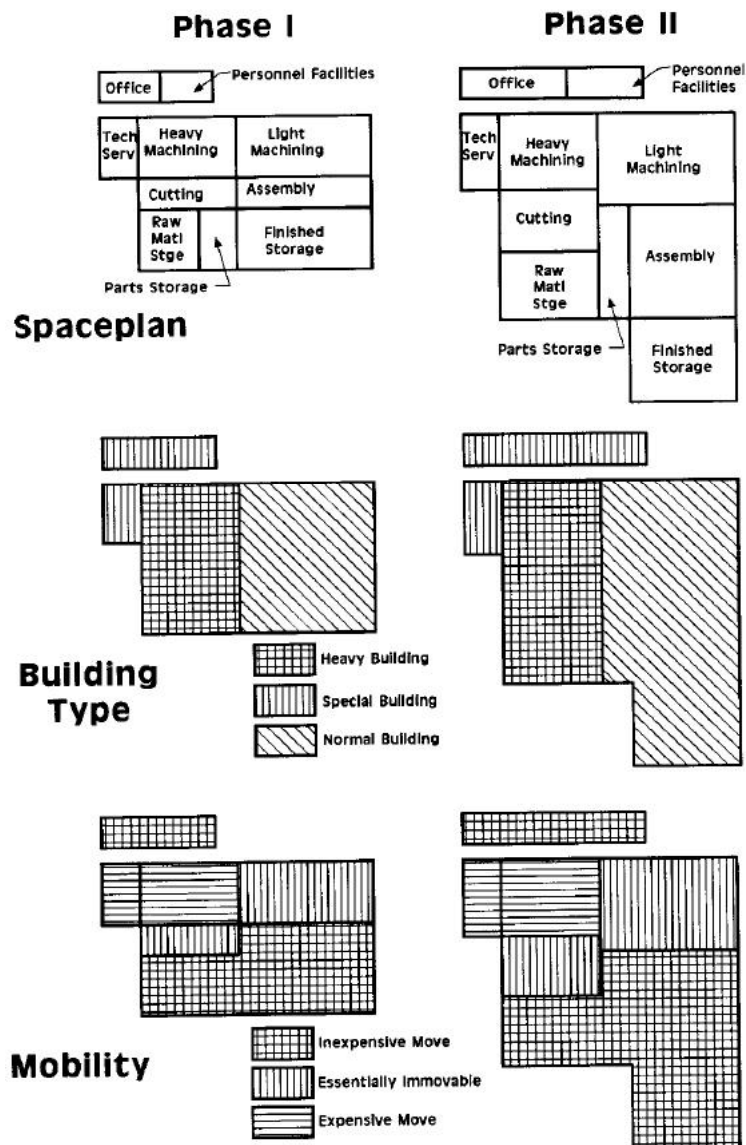 Phase I
Phase II
Office
Personnel Facilities
Tech
Serv
Heavy
Machining
Light
Machining
Cutting
Assembly
Raw
Matl
Stge
Finished
Storage
Parts Storage
Office
Personnel
Facilities
Tech
Serv
Heavy
Machining
Light
Machining
Cutting
Raw
Matl
Stge
Assembly
Parts Storage
Finished
Storage
Spaceplan
Building
Type
Heavy Building
Special Building
Normal Building
Mobility
Inexpensive Move
Essentially Immovable
Expensive Move